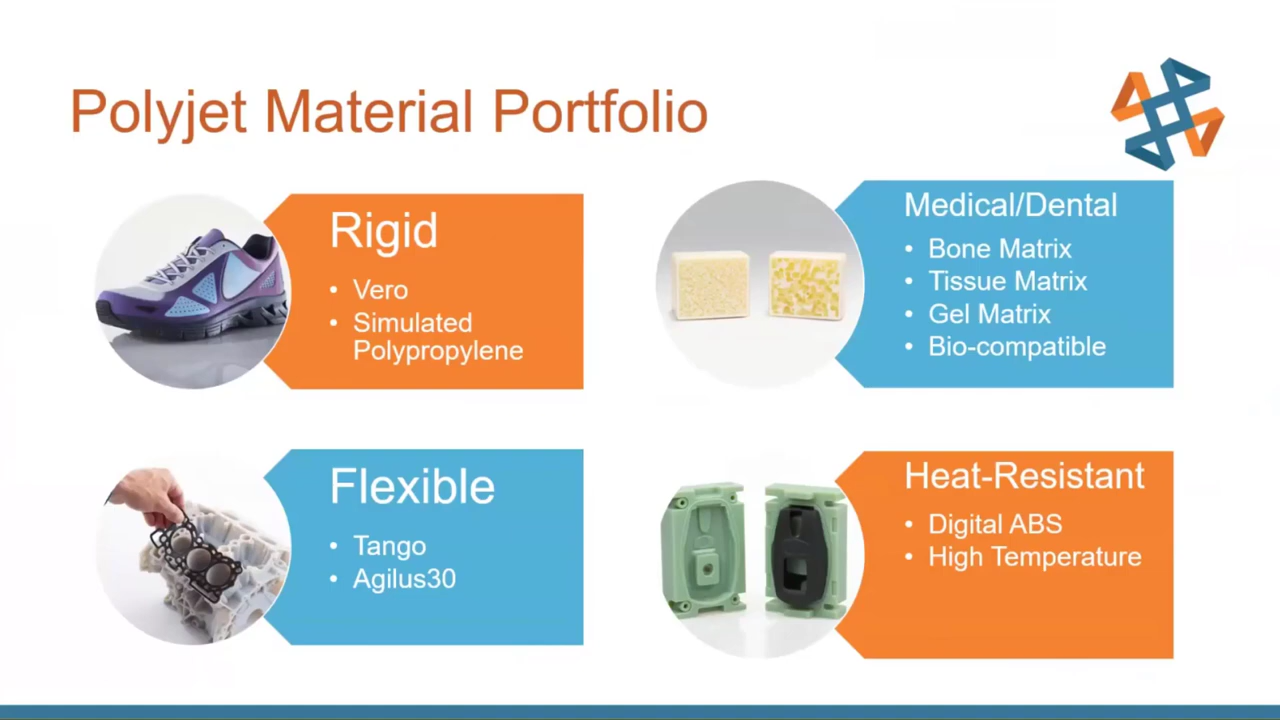 Polyjet Material Portfolio
Rigid
• Vero
• Simulated
Polypropylene
Medical/Dental
• Bone Matrix
• Tissue Matrix
• Gel Matrix
• Bio-compatible
Flexible
• Tango
• Agilus30
Heat-Resistant
• Digital ABS
• High Temperature